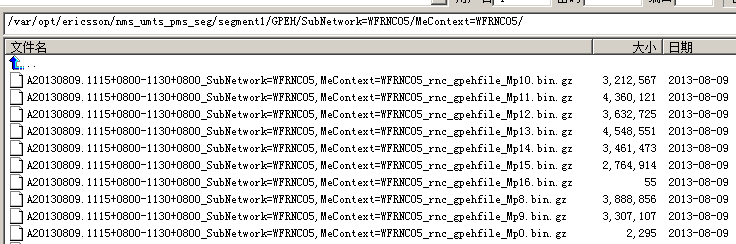 /var/opt/ericsson/nms_umts_pms_seg/segment1/GPEH/SubNetwork=WFRNC05/MeContext=WFRNC05/
文件名 大小 日期
..
A20130809.1115+0800-1130+0800_SubNetwork=WFRNC05,MeContext=WFRNC05_rnc_gpehfile_Mp10.bin.gz 3,212,567 2013-08-09
A20130809.1115+0800-1130+0800_SubNetwork=WFRNC05,MeContext=WFRNC05_rnc_gpehfile_Mp11.bin.gz 4,360,121 2013-08-09
A20130809.1115+0800-1130+0800_SubNetwork=WFRNC05,MeContext=WFRNC05_rnc_gpehfile_Mp12.bin.gz 3,632,725 2013-08-09
A20130809.1115+0800-1130+0800_SubNetwork=WFRNC05,MeContext=WFRNC05_rnc_gpehfile_Mp13.bin.gz 4,548,551 2013-08-09
A20130809.1115+0800-1130+0800_SubNetwork=WFRNC05,MeContext=WFRNC05_rnc_gpehfile_Mp14.bin.gz 3,461,473 2013-08-09
A20130809.1115+0800-1130+0800_SubNetwork=WFRNC05,MeContext=WFRNC05_rnc_gpehfile_Mp15.bin.gz 2,764,914 2013-08-09
A20130809.1115+0800-1130+0800_SubNetwork=WFRNC05,MeContext=WFRNC05_rnc_gpehfile_Mp16.bin.gz 55 2013-08-09
A20130809.1115+0800-1130+0800_SubNetwork=WFRNC05,MeContext=WFRNC05_rnc_gpehfile_Mp8.bin.gz 3,888,856 2013-08-09
A20130809.1115+0800-1130+0800_SubNetwork=WFRNC05,MeContext=WFRNC05_rnc_gpehfile_Mp9.bin.gz 3,307,107 2013-08-09
A20130809.1115+0800-1130+0800_SubNetwork=WFRNC05,MeContext=WFRNC05_rnc_gpehfile_Mp0.bin.gz 2,295 2013-08-09